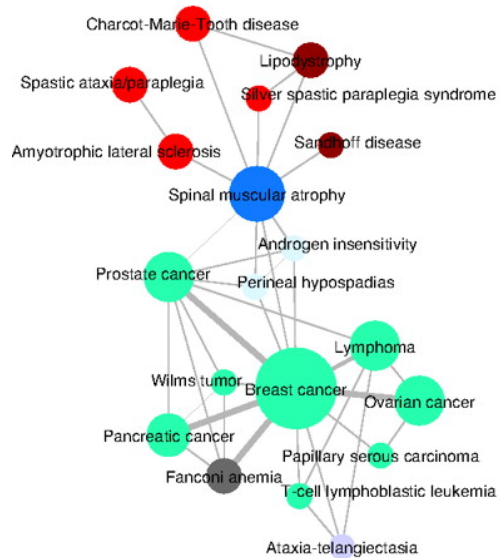 Charcot-Marie-Tooth disease
Lipodystrophy
Spastic ataxia/paraplegia
Silver spastic paraplegia syndrome
Amyotrophic lateral sclerosis
Sandhoff disease
Spinal muscular atrophy
Androgen insensitivity
Prostate cancer
Perineal hypospadias
Lymphoma
Wilms tumor
Breast cancer
Ovarian cancer
Pancreatic cancer
Papillary serous carcinoma
Fanconi anemia
T-cell lymphoblastic leukemia
Ataxia-telangiectasia